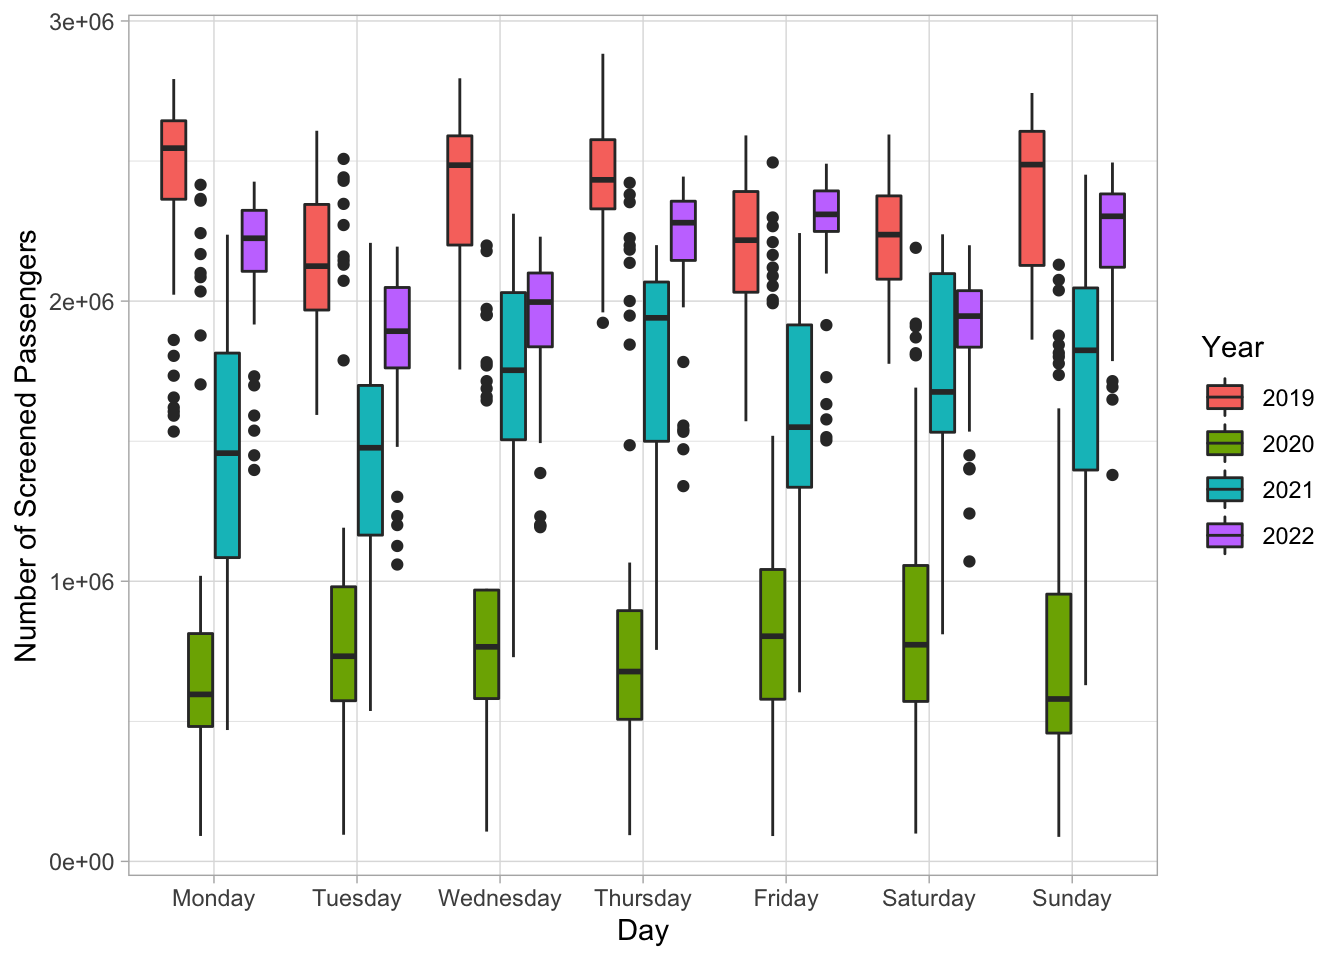 Number of Screened Passengers
3e+06
2e+06
1e+06
0e+00
Monday Tuesday Wednesday Thursday Friday Saturday Sunday
Day
Year
2019
2020
2021
2022